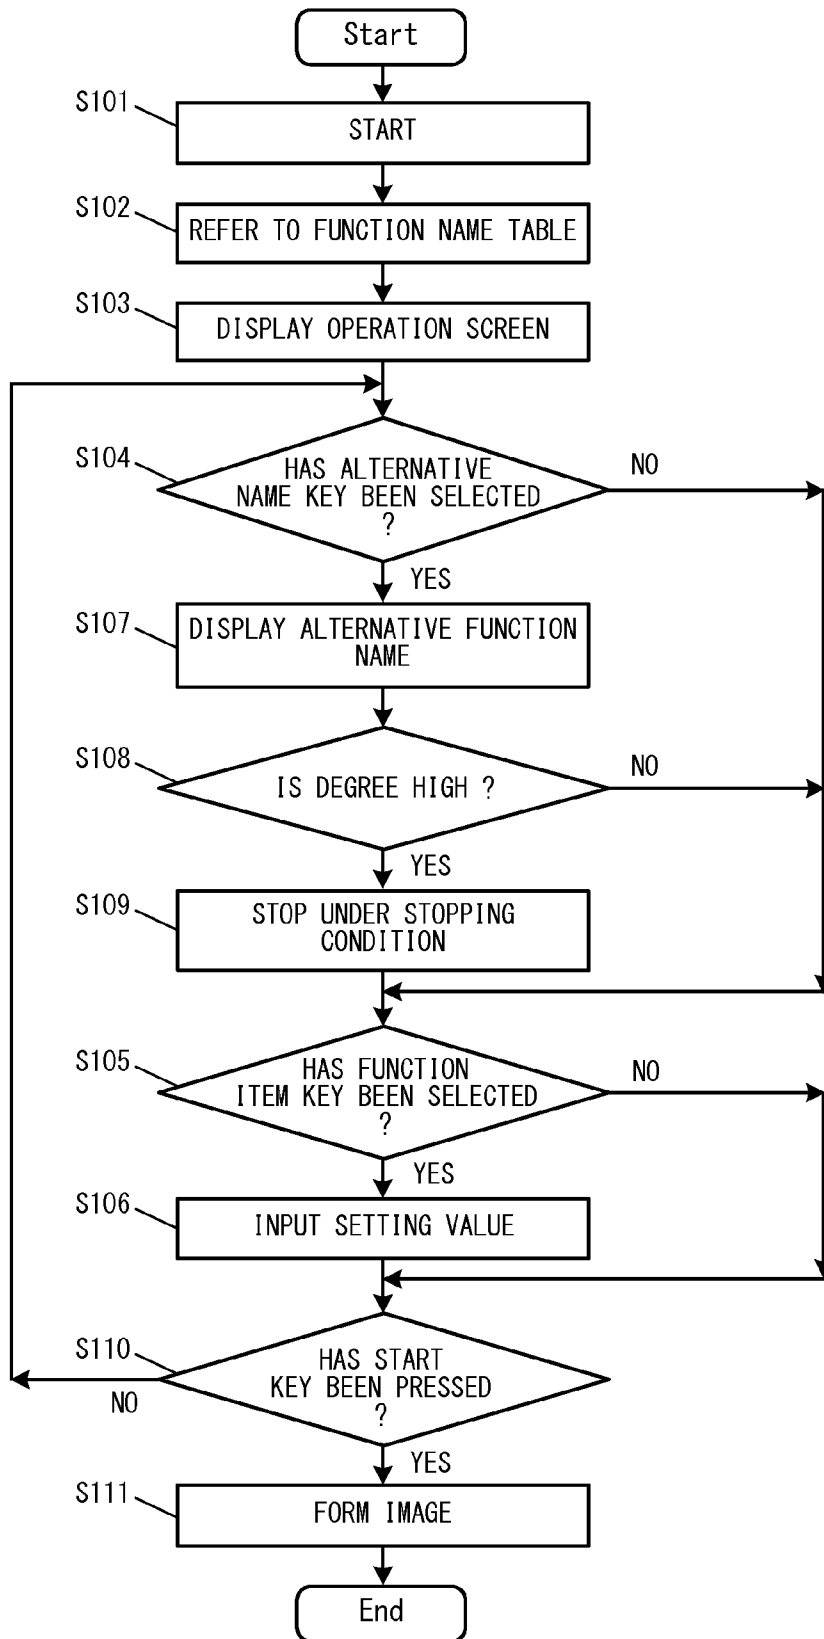 Start
S101
START
S102
REFER TO FUNCTION NAME TABLE
S103
DISPLAY OPERATION SCREEN
S104
HAS ALTERNATIVE
NAME KEY BEEN SELECTED
?
NO
YES
S107
DISPLAY ALTERNATIVE FUNCTION
NAME
S108
IS DEGREE HIGH ?
NO
YES
S109
STOP UNDER STOPPING
CONDITION
S105
HAS FUNCTION
ITEM KEY BEEN SELECTED
?
NO
YES
S106
INPUT SETTING VALUE
S110
HAS START
KEY BEEN PRESSED
?
NO
YES
S111
FORM IMAGE
End